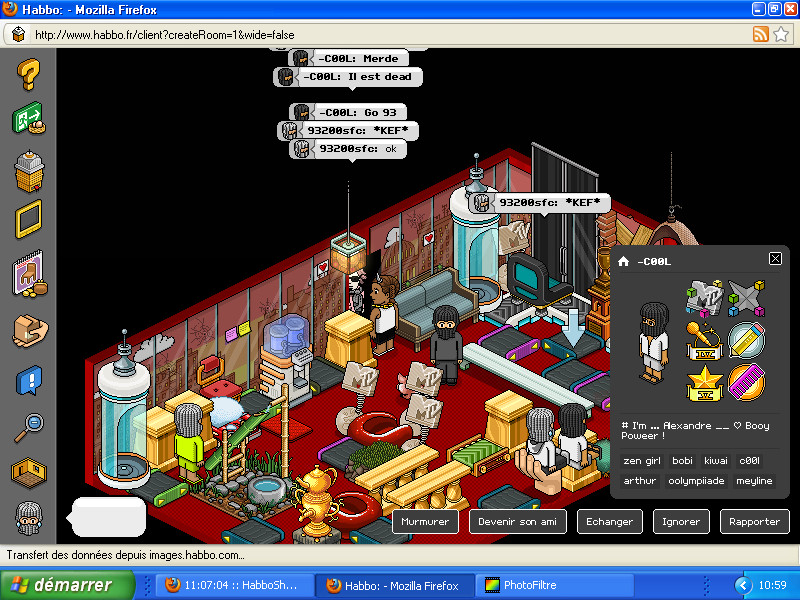 Habbo: - Mozilla Firefox
http://www.habbo.fr/client?createRoom=1&wide=false
-C00L: Merde
-C00L: Il est dead
-C00L: Go 93
93200sfc: *KEF*
93200sfc: ok
93200sfc: *KEF*
-C00L
# I'm ... Alexandre __ ♡ Booy
Poweer !
zen girl bobi kiwai c00l
arthur oolympiiade meyline
Murmurer Devenir son ami Echanger Ignorer Rapporter
Transfert des données depuis images.habbo.com...
démarrer 11:07:04 :: HabboSh... Habbo: - Mozilla Firefox PhotoFiltre 10:59